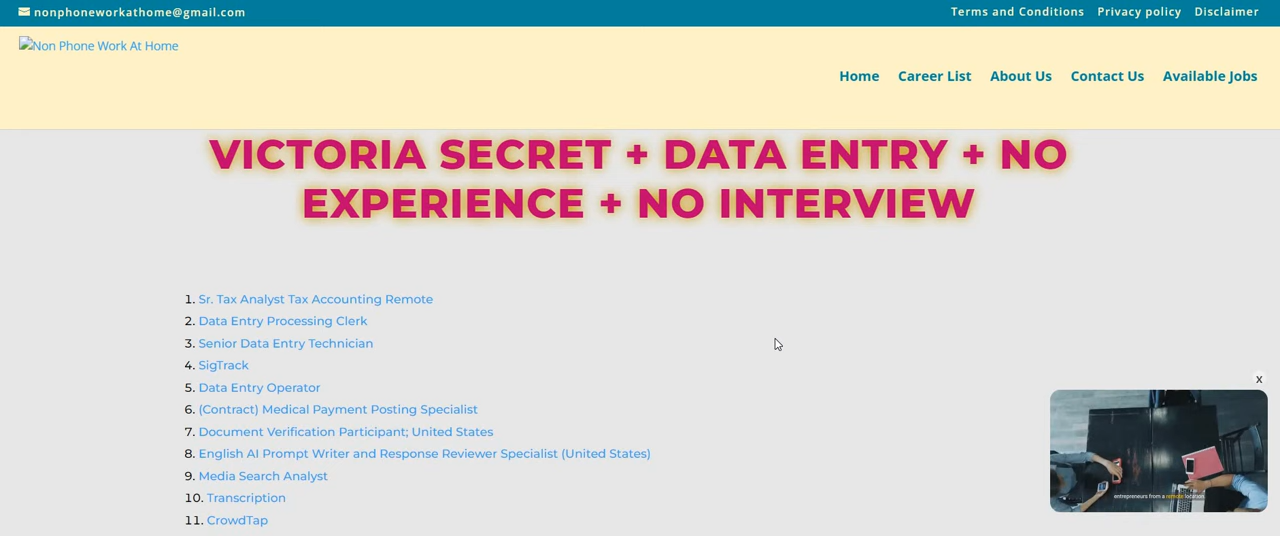 nonphoneworkathome@gmail.com
Terms and Conditions Privacy policy Disclaimer
Non Phone Work At Home
Home Career List About Us Contact Us Available Jobs
VICTORIA SECRET + DATA ENTRY + NO
EXPERIENCE + NO INTERVIEW
1. Sr. Tax Analyst Tax Accounting Remote
2. Data Entry Processing Clerk
3. Senior Data Entry Technician
4. SigTrack
5. Data Entry Operator
6. (Contract) Medical Payment Posting Specialist
7. Document Verification Participant; United States
8. English AI Prompt Writer and Response Reviewer Specialist (United States)
9. Media Search Analyst
10. Transcription
11. CrowdTap
X
entrepreneurs from a remote location